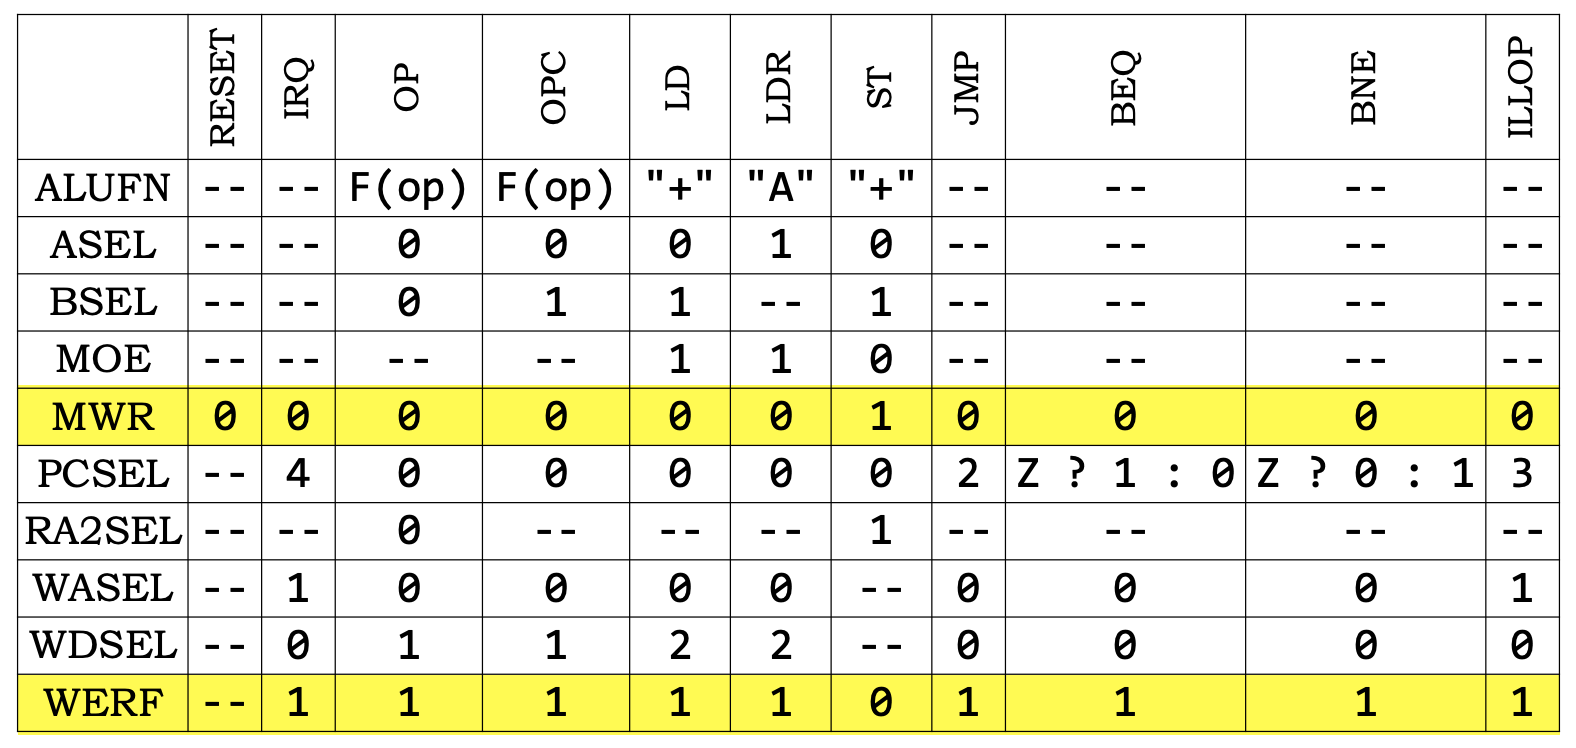 RESET IRQ OP OPC LD LDR ST JMP BEQ BNE ILLOP
ALUFN -- -- F(op) F(op) "+" "A" "+" -- -- -- --
ASEL -- -- 0 0 0 1 0 -- -- -- --
BSEL -- -- 0 1 1 -- 1 -- -- -- --
MOE -- -- -- -- 1 1 0 -- -- -- --
MWR 0 0 0 0 0 0 1 0 0 0 0
PCSEL -- 4 0 0 0 0 0 2 Z ? 1 : 0 Z ? 0 : 1 3
RA2SEL -- -- 0 -- -- -- 1 -- -- -- --
WASEL -- 1 0 0 0 0 -- 0 0 0 1
WDSEL -- 0 1 1 2 2 -- 0 0 0 0
WERF -- 1 1 1 1 1 0 1 1 1 1